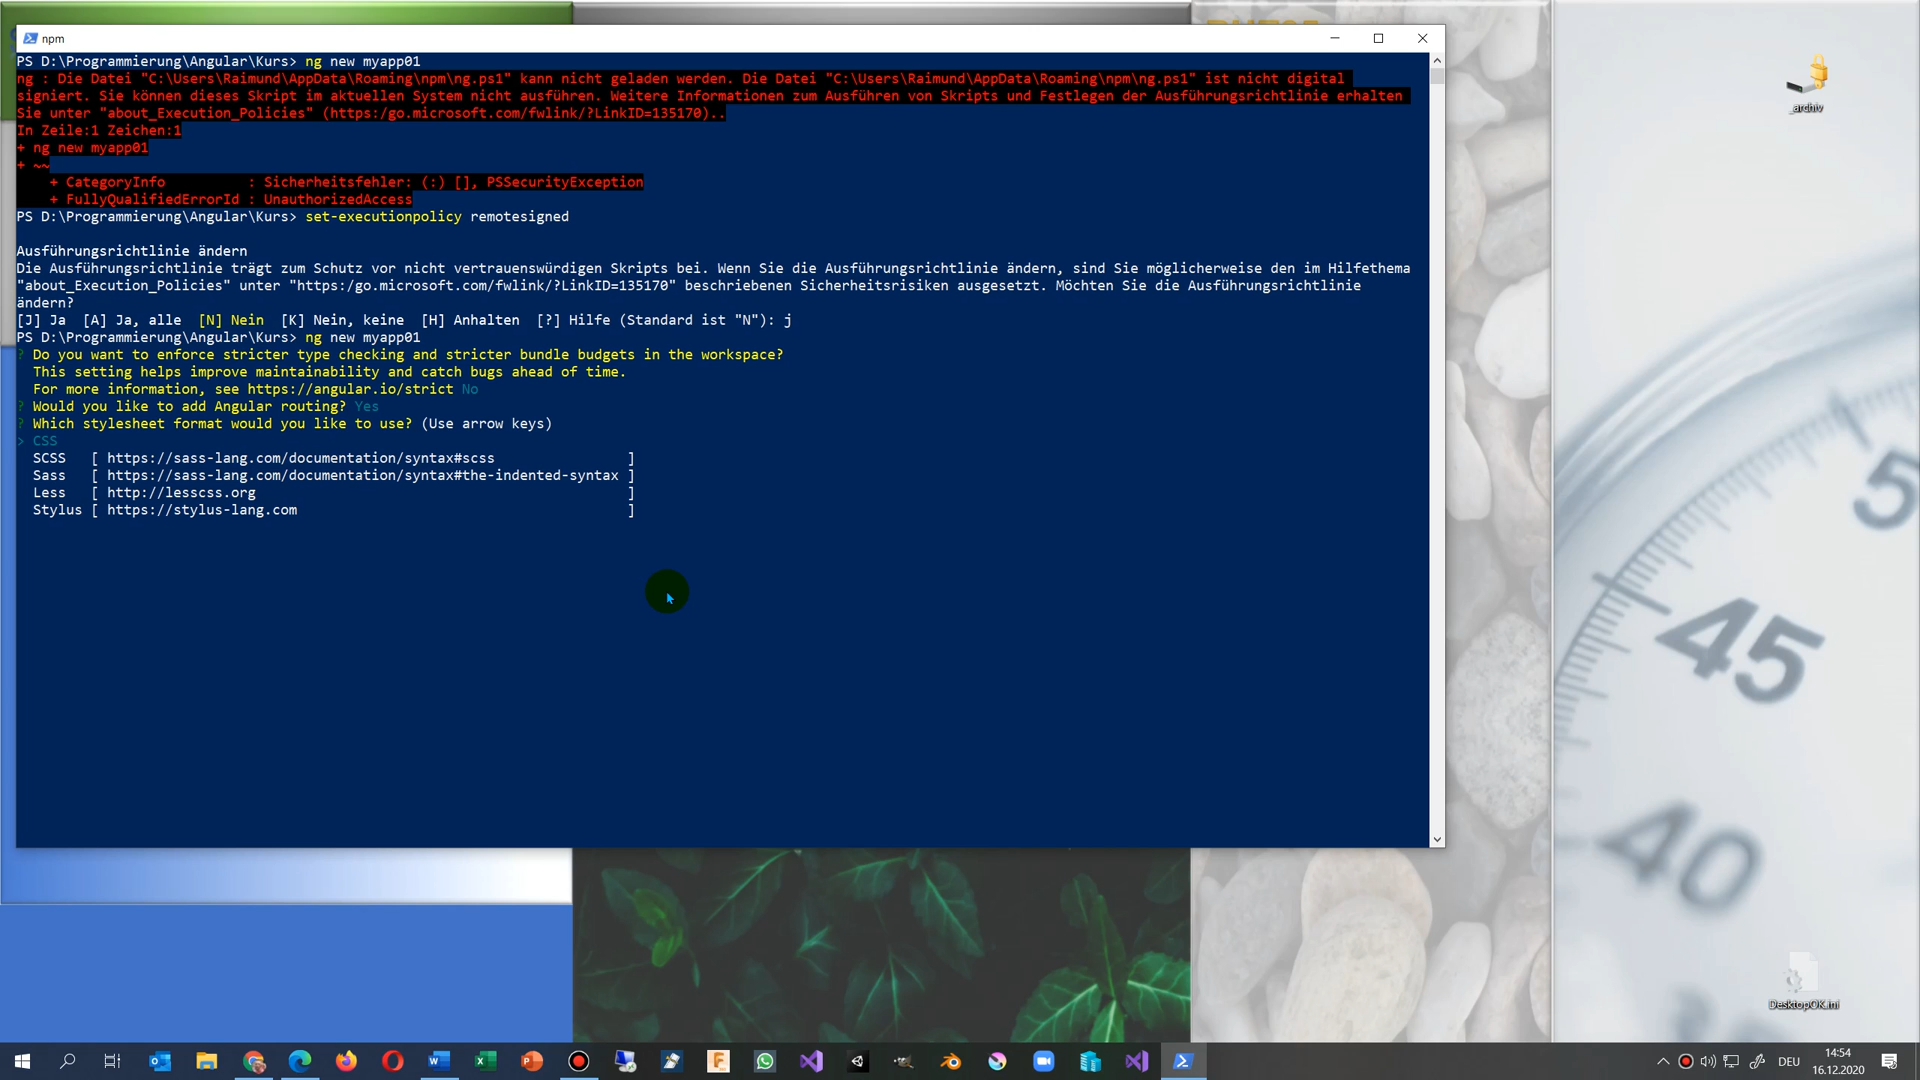 npm
PS D:\Programmierung\Angular\Kurs> ng new myapp01
ng : Die Datei "C:\Users\Raimund\AppData\Roaming\npm\ng.ps1" kann nicht geladen werden. Die Datei "C:\Users\Raimund\AppData\Roaming\npm\ng.ps1" ist nicht digital
signiert. Sie können dieses Skript im aktuellen System nicht ausführen. Weitere Informationen zum Ausführen von Skripts und Festlegen der Ausführungsrichtlinie erhalten
Sie unter "about_Execution_Policies" (https:/go.microsoft.com/fwlink/?LinkID=135170)..
In Zeile:1 Zeichen:1
+ ng new myapp01
+ ~~
    + CategoryInfo          : Sicherheitsfehler: (:) [], PSSecurityException
    + FullyQualifiedErrorId : UnauthorizedAccess
PS D:\Programmierung\Angular\Kurs> set-executionpolicy remotesigned
Ausführungsrichtlinie ändern
Die Ausführungsrichtlinie trägt zum Schutz vor nicht vertrauenswürdigen Skripts bei. Wenn Sie die Ausführungsrichtlinie ändern, sind Sie möglicherweise den im Hilfethema
"about_Execution_Policies" unter "https:/go.microsoft.com/fwlink/?LinkID=135170" beschriebenen Sicherheitsrisiken ausgesetzt. Möchten Sie die Ausführungsrichtlinie
ändern?
[J] Ja  [A] Ja, alle  [N] Nein  [K] Nein, keine  [H] Anhalten  [?] Hilfe (Standard ist "N"): j
PS D:\Programmierung\Angular\Kurs> ng new myapp01
? Do you want to enforce stricter type checking and stricter bundle budgets in the workspace?
  This setting helps improve maintainability and catch bugs ahead of time.
  For more information, see https://angular.io/strict No
? Would you like to add Angular routing? Yes
? Which stylesheet format would you like to use? (Use arrow keys)
> CSS
  SCSS   [ https://sass-lang.com/documentation/syntax#scss                ]
  Sass   [ https://sass-lang.com/documentation/syntax#the-indented-syntax ]
  Less   [ http://lesscss.org                                             ]
  Stylus [ https://stylus-lang.com                                        ]
_archiv
50
45
40
DesktopOK.ini
DEU
14:54
16.12.2020